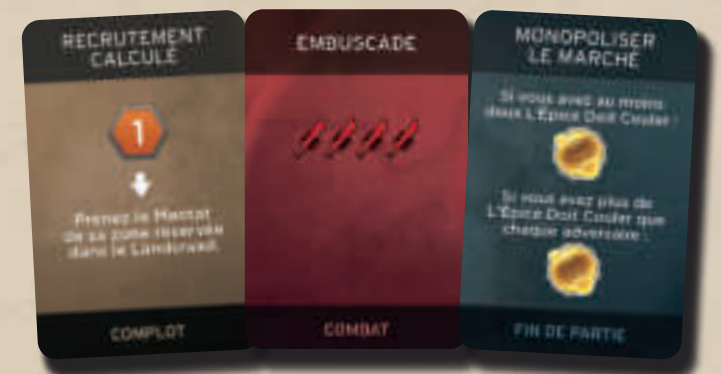 RECRUTEMENT
CALCULÉ
1
Prenez le Mentat
de sa zone réservée
dans le Landsraad.
COMPLOT
EMBUSCADE
COMBAT
MONOPOLISER
LE MARCHÉ
Si vous avez au moins
deux L'Épice Doit Couler :
Si vous avez plus de
L'Épice Doit Couler que
chaque adversaire :
FIN DE PARTIE